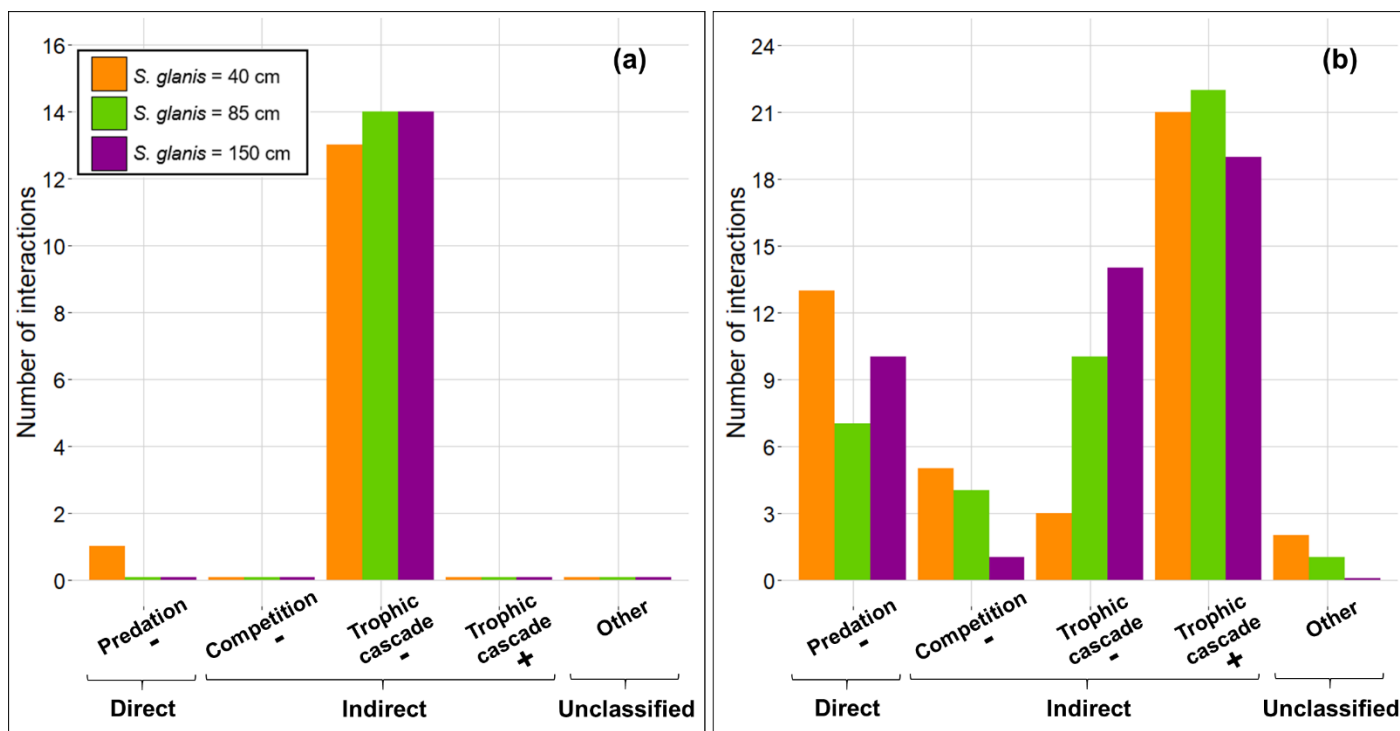 (a)
S. glanis = 40 cm
S. glanis = 85 cm
S. glanis = 150 cm
Number of interactions
16
14
12
10
8
6
4
2
0
Predation
-
Competition
-
Trophic
cascade
-
Trophic
cascade
+
Other
Direct
Indirect
Unclassified
(b)
Number of interactions
24
21
18
15
12
9
6
3
0
Predation
-
Competition
-
Trophic
cascade
-
Trophic
cascade
+
Other
Direct
Indirect
Unclassified